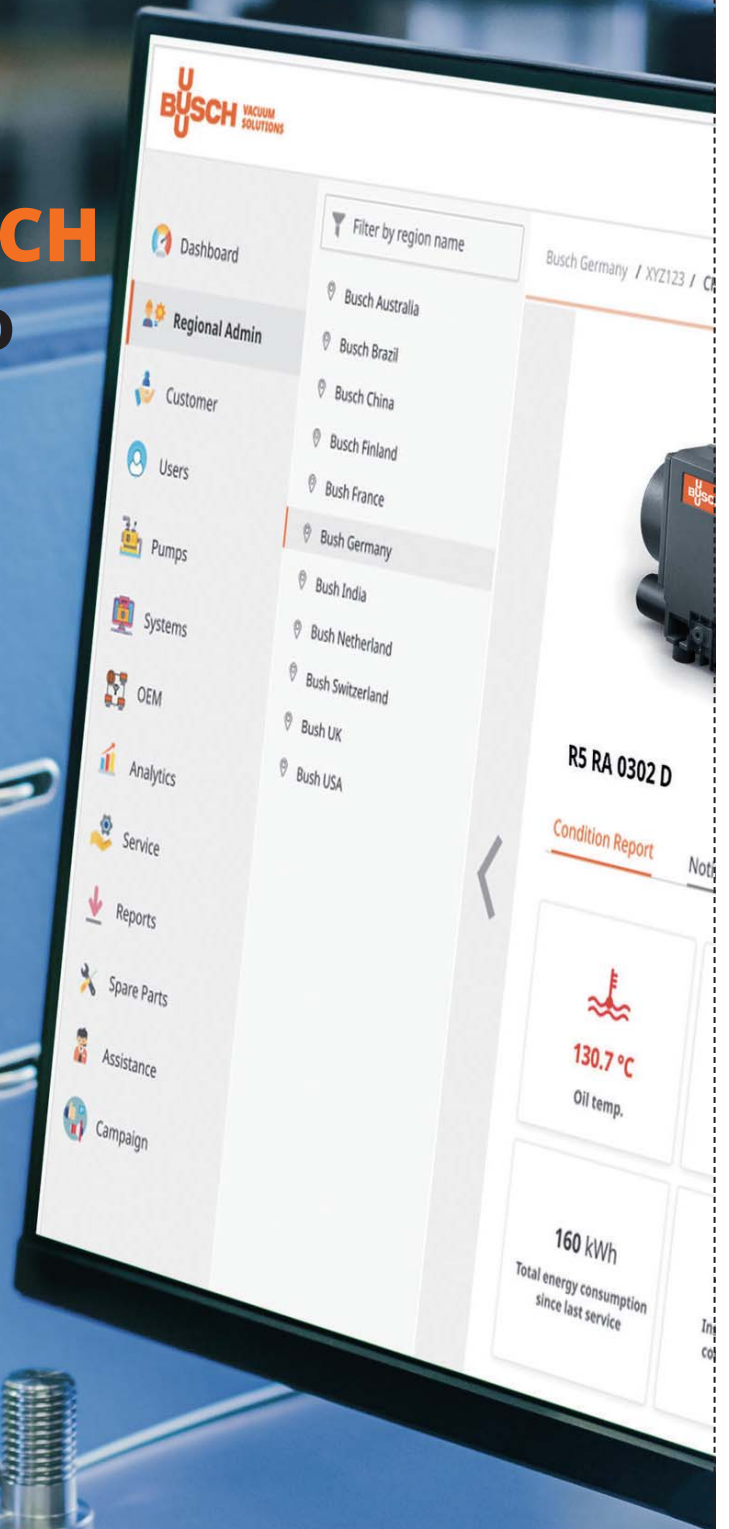 BUSCH VACUUM
SOLUTIONS
CH
Dashboard
Regional Admin
Customer
Users
Pumps
Systems
OEM
Analytics
Service
Reports
Spare Parts
Assistance
Campaign
Filter by region name
Busch Australia
Busch Brazil
Busch China
Busch Finland
Bush France
Bush Germany
Bush India
Bush Netherland
Bush Switzerland
Bush UK
Bush USA
Busch Germany / XYZ123 /
R5 RA 0302 D
Condition Report
130.7 °C
Oil temp.
160 kWh
Total energy consumption
since last service